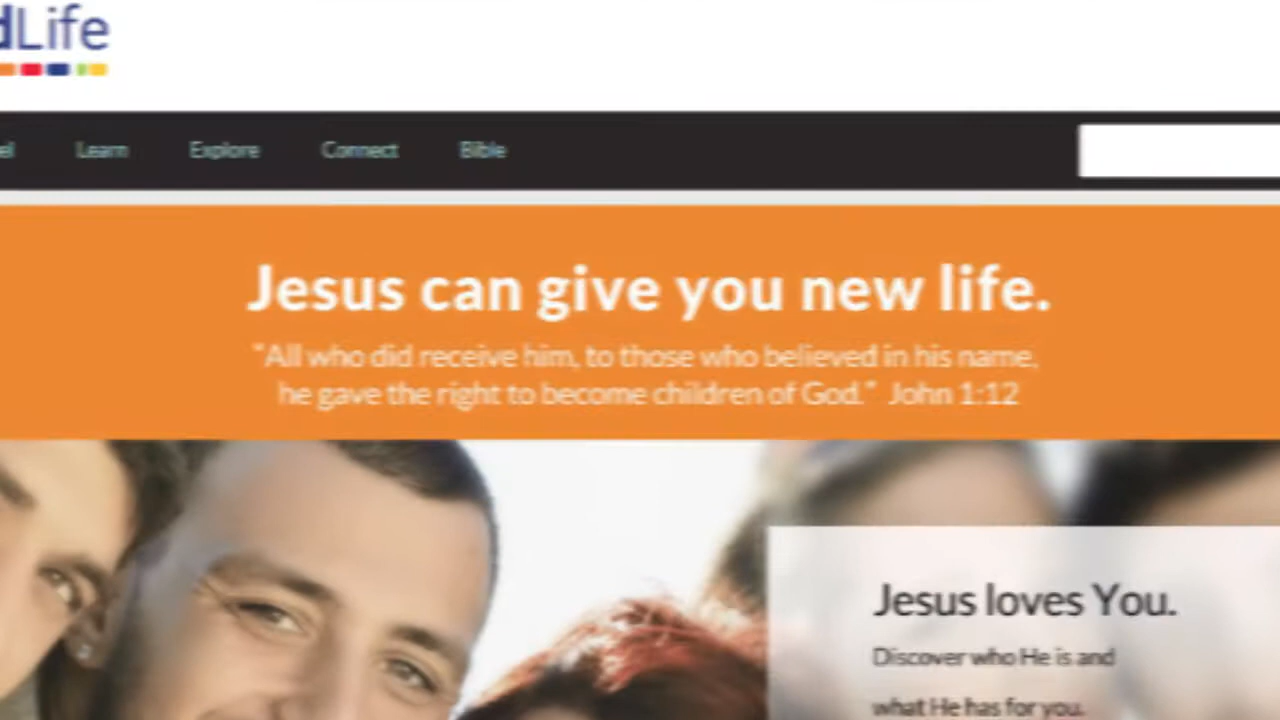 dLife
el Learn Explore Connect Bible
Jesus can give you new life.
"All who did receive him, to those who believed in his name,
he gave the right to become children of God." John 1:12
Jesus loves You.
Discover who He is and
what He has for you.